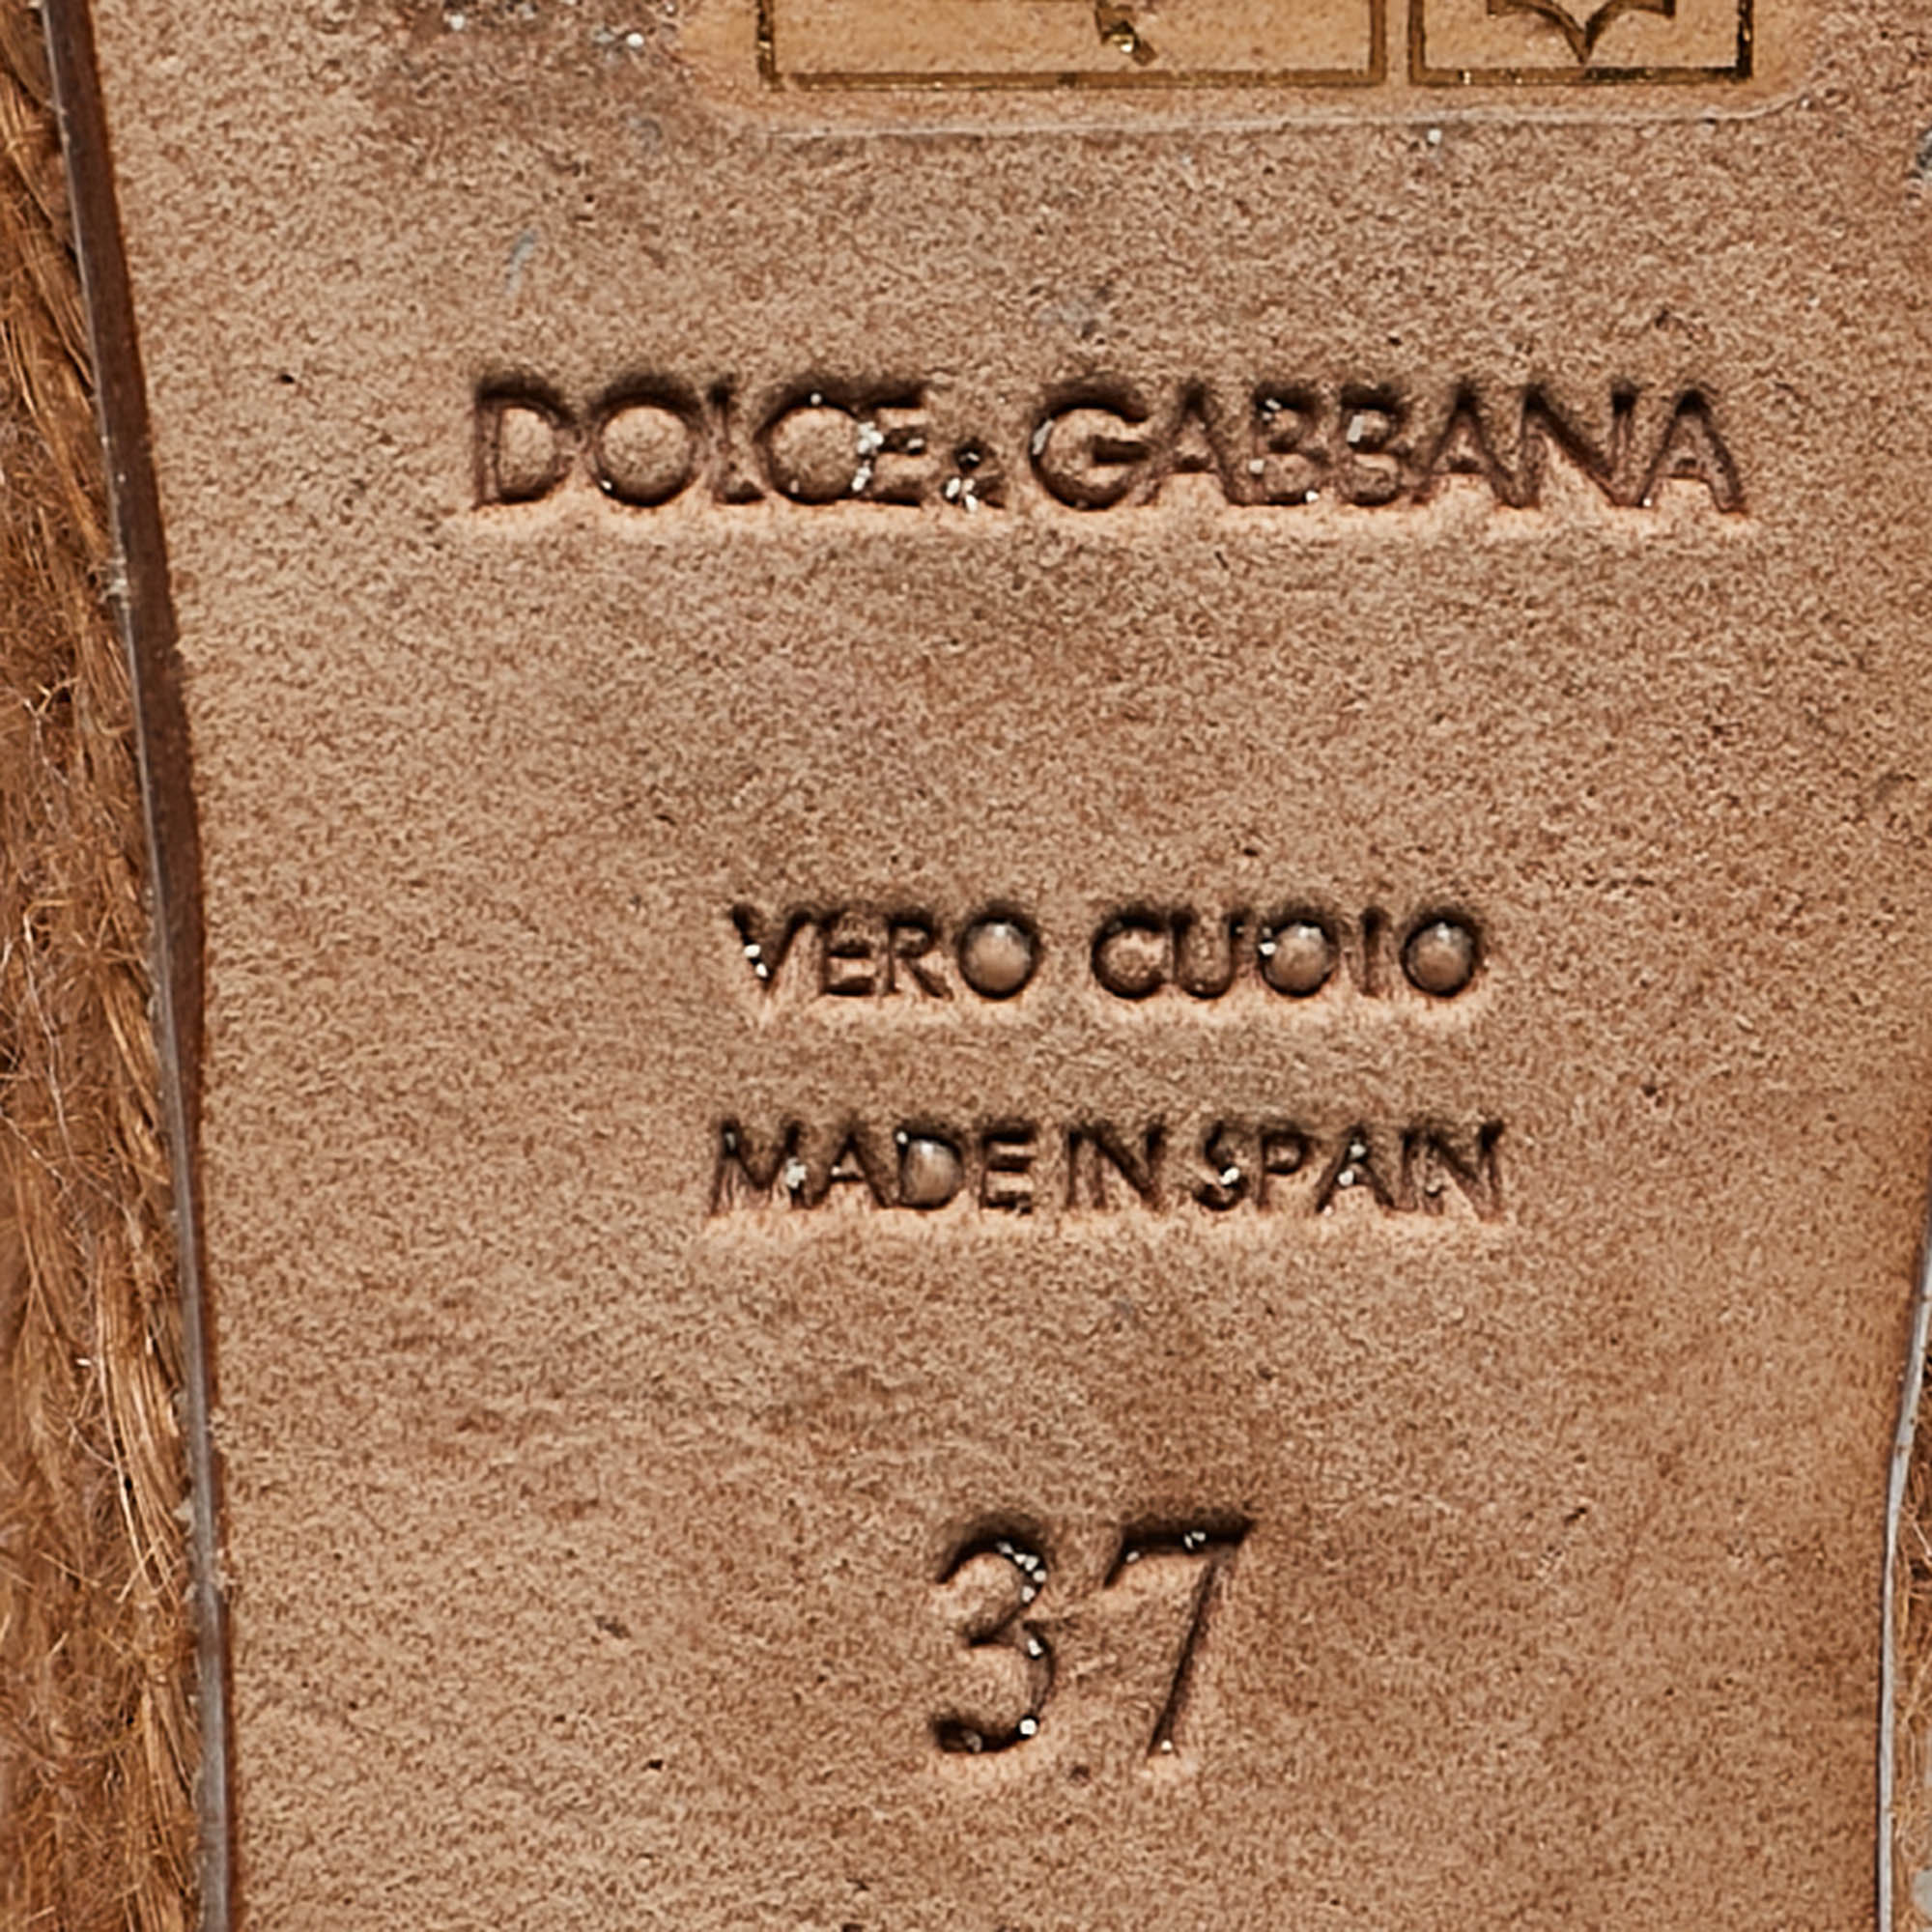 DOLCE & GABBANA
VERO CUOIO
MADE IN SPAIN
37